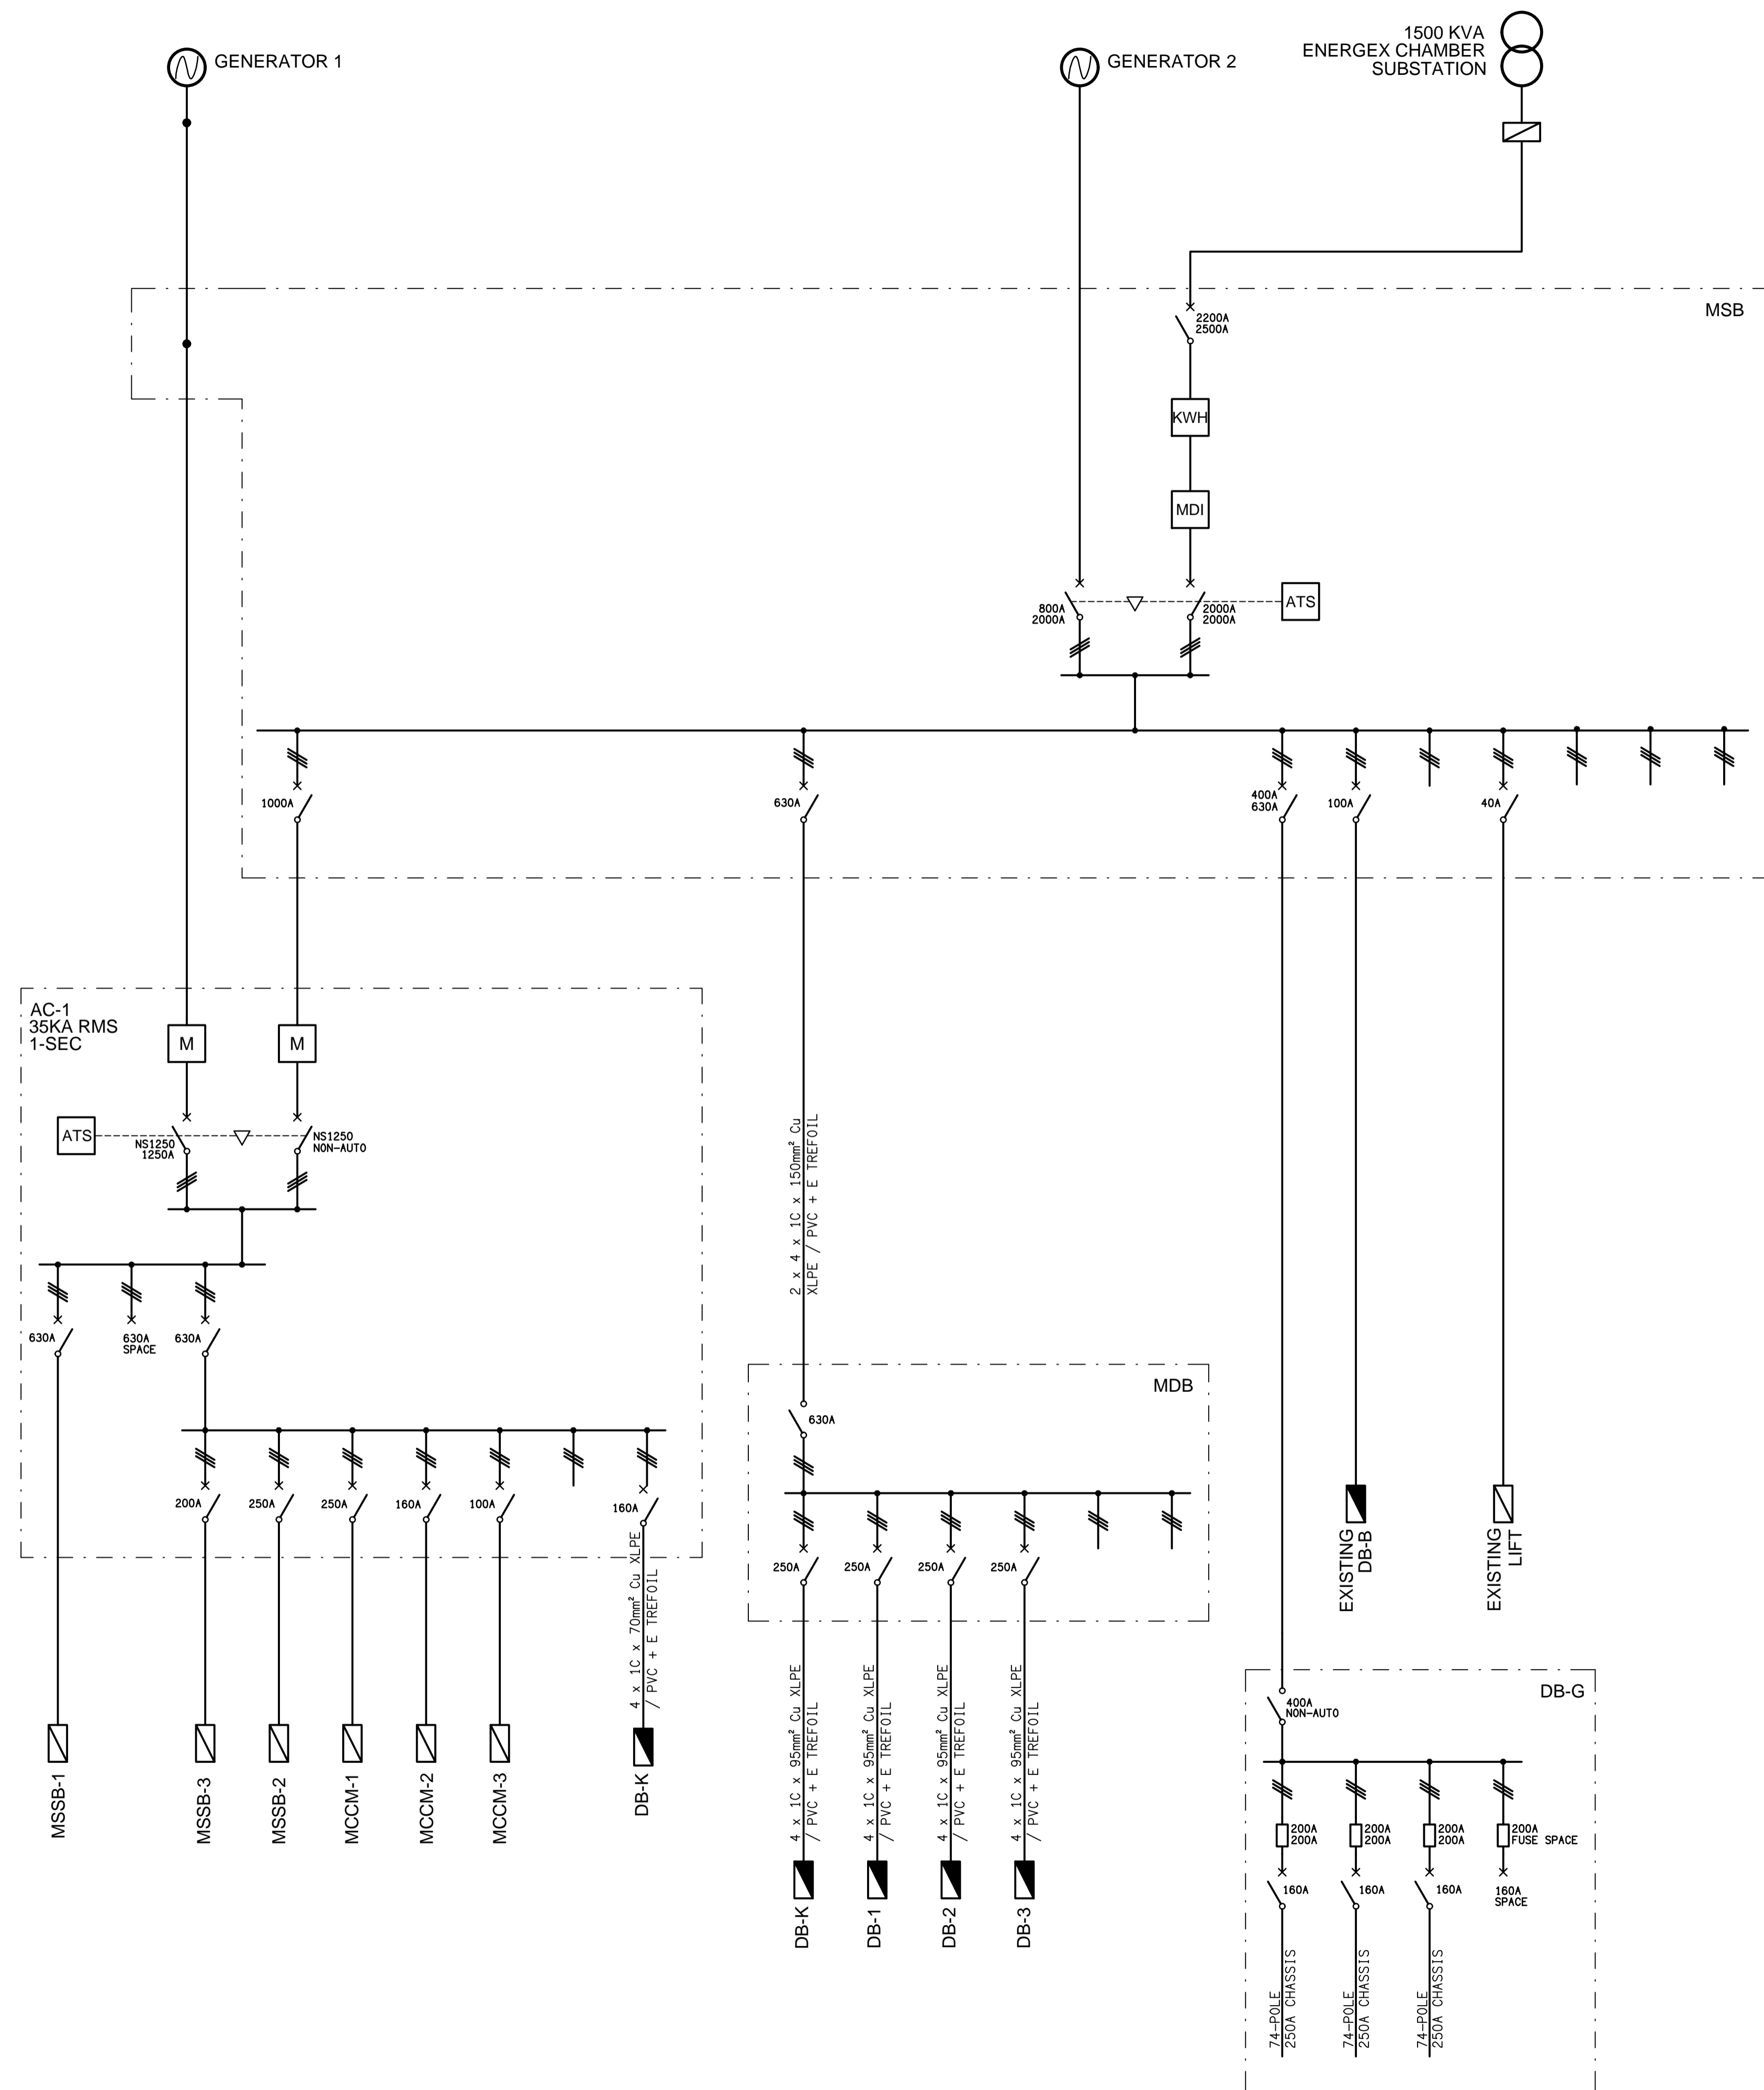 GENERATOR 1
GENERATOR 2
1500 KVA
ENERGEX CHAMBER
SUBSTATION
MSB
2200A
2500A
KWH
MDI
800A
2000A
2000A
2000A
ATS
1000A
630A
400A
630A
100A
40A
AC-1
35KA RMS
1-SEC
M
M
ATS
NS1250
1250A
NS1250
NON-AUTO
2 x 4 x 1C x 150mm² Cu
XLPE / PVC + E TREFOIL
630A
630A
SPACE
630A
MDB
630A
200A
250A
250A
160A
100A
160A
250A
250A
250A
250A
EXISTING
DB-B
EXISTING
LIFT
4 x 1C x 70mm² Cu XLPE
/ PVC + E TREFOIL
4 x 1C x 95mm² Cu XLPE
/ PVC + E TREFOIL
4 x 1C x 95mm² Cu XLPE
/ PVC + E TREFOIL
4 x 1C x 95mm² Cu XLPE
/ PVC + E TREFOIL
4 x 1C x 95mm² Cu XLPE
/ PVC + E TREFOIL
DB-G
400A
NON-AUTO
MSSB-1
MSSB-3
MSSB-2
MCCM-1
MCCM-2
MCCM-3
DB-K
200A
200A
200A
200A
200A
200A
200A
FUSE SPACE
160A
160A
160A
160A
SPACE
DB-K
DB-1
DB-2
DB-3
74-POLE
250A CHASSIS
74-POLE
250A CHASSIS
74-POLE
250A CHASSIS